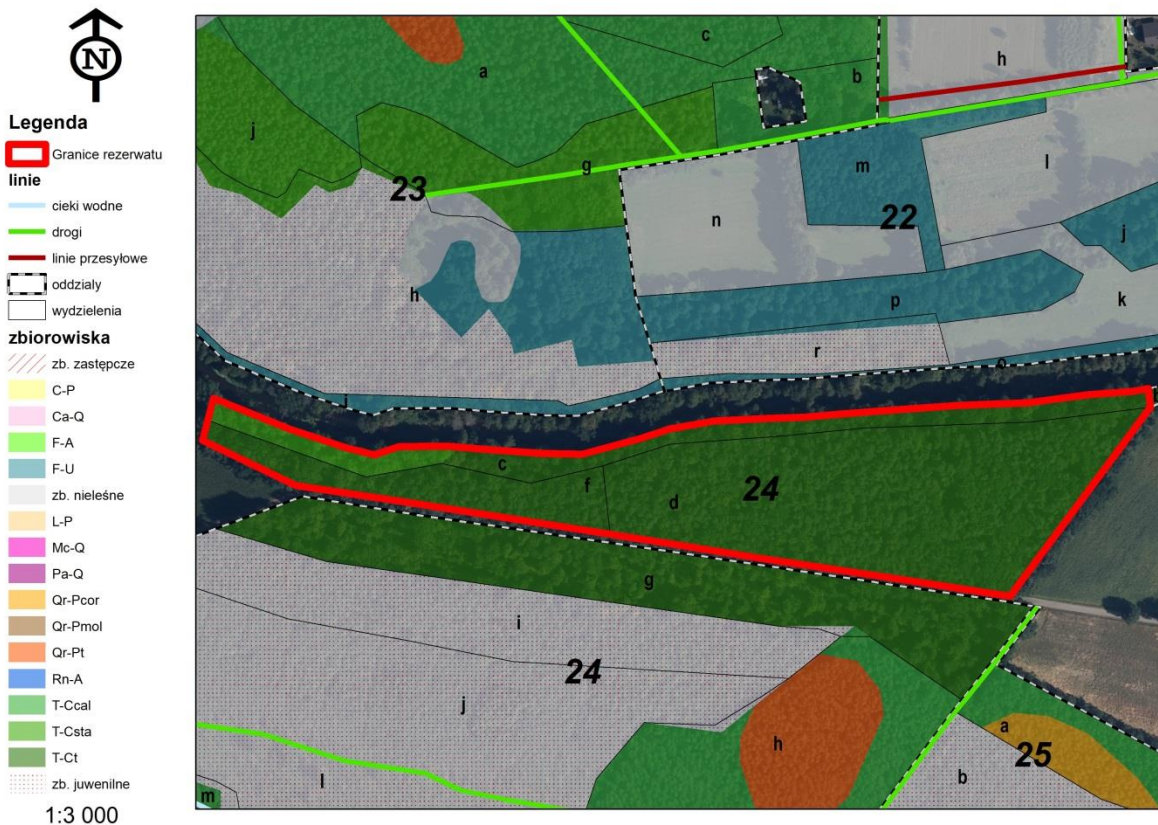 N
Legenda
Granice rezerwatu
linie
cieki wodne
drogi
linie przesyłowe
oddzialy
wydzielenia
zbiorowiska
zb. zastępcze
C-P
Ca-Q
F-A
F-U
zb. nieleśne
L-P
Mc-Q
Pa-Q
Qr-Pcor
Qr-Pmol
Qr-Pt
Rn-A
T-Ccal
T-Csta
T-Ct
zb. juwenilne
1:3 000
c
a
b
h
j
g
m
l
23
n
22
j
h
p
k
r
o
i
c
f
d
24
g
i
24
j
h
a
25
b
l
m